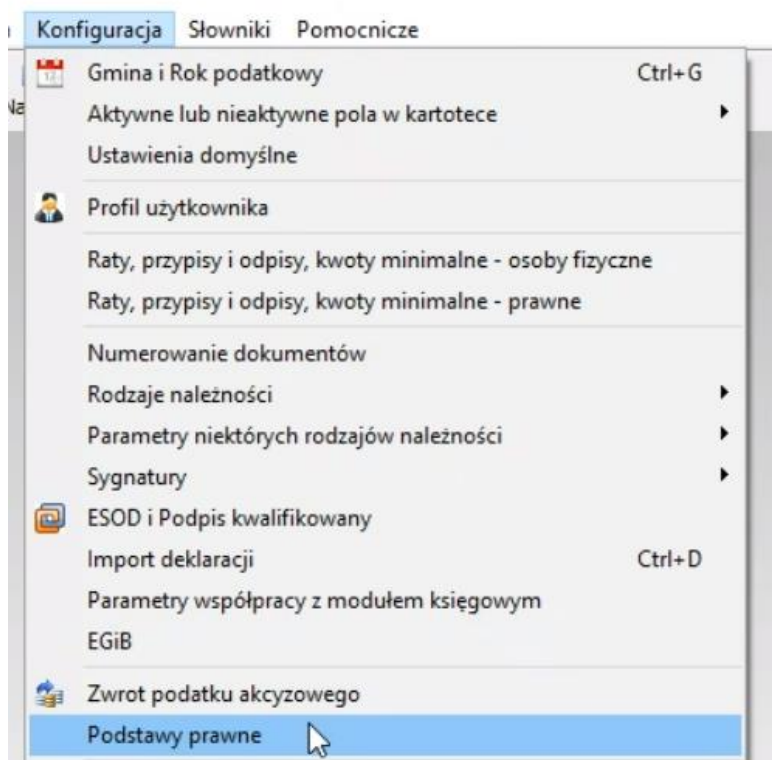 Konfiguracja Słowniki Pomocnicze
Gmina i Rok podatkowy Ctrl+G
Aktywne lub nieaktywne pola w kartotece
Ustawienia domyślne
Profil użytkownika
Raty, przypisy i odpisy, kwoty minimalne - osoby fizyczne
Raty, przypisy i odpisy, kwoty minimalne - prawne
Numerowanie dokumentów
Rodzaje należności
Parametry niektórych rodzajów należności
Sygnatury
ESOD i Podpis kwalifikowany
Import deklaracji Ctrl+D
Parametry współpracy z modułem księgowym
EGiB
Zwrot podatku akcyzowego
Podstawy prawne